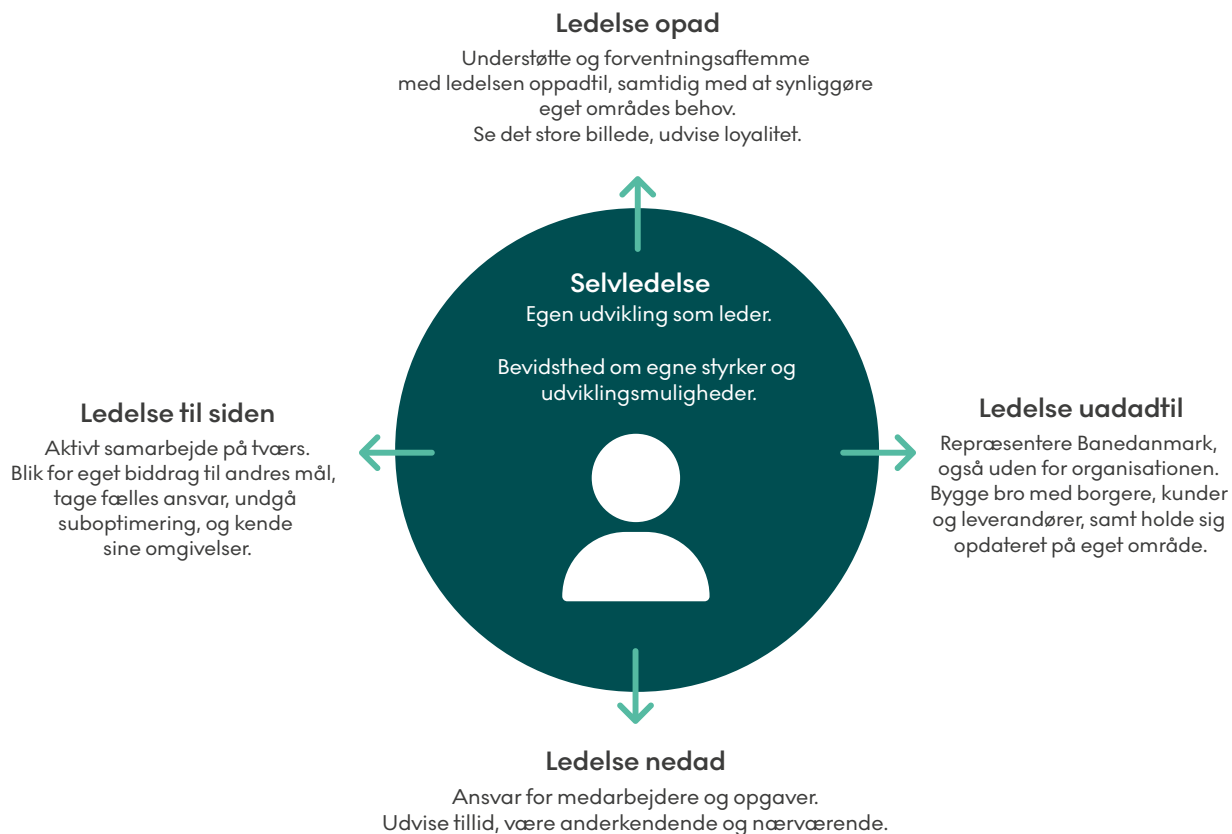 Ledelse opad
Understøtte og forventningsaftemme
med ledelsen oppadtil, samtidig med at synliggøre
eget områdes behov.
Se det store billede, udvise loyalitet.
Selvledelse
Egen udvikling som leder.
Bevidsthed om egne styrker og
udviklingsmuligheder.
Ledelse til siden
Aktivt samarbejde på tværs.
Blik for eget biddrag til andres mål,
tage fælles ansvar, undgå
suboptimering, og kende
sine omgivelser.
Ledelse uadadtil
Repræsentere Banedanmark,
også uden for organisationen.
Bygge bro med borgere, kunder
og leverandører, samt holde sig
opdateret på eget område.
Ledelse nedad
Ansvar for medarbejdere og opgaver.
Udvise tillid, være anderkendende og nærværende.